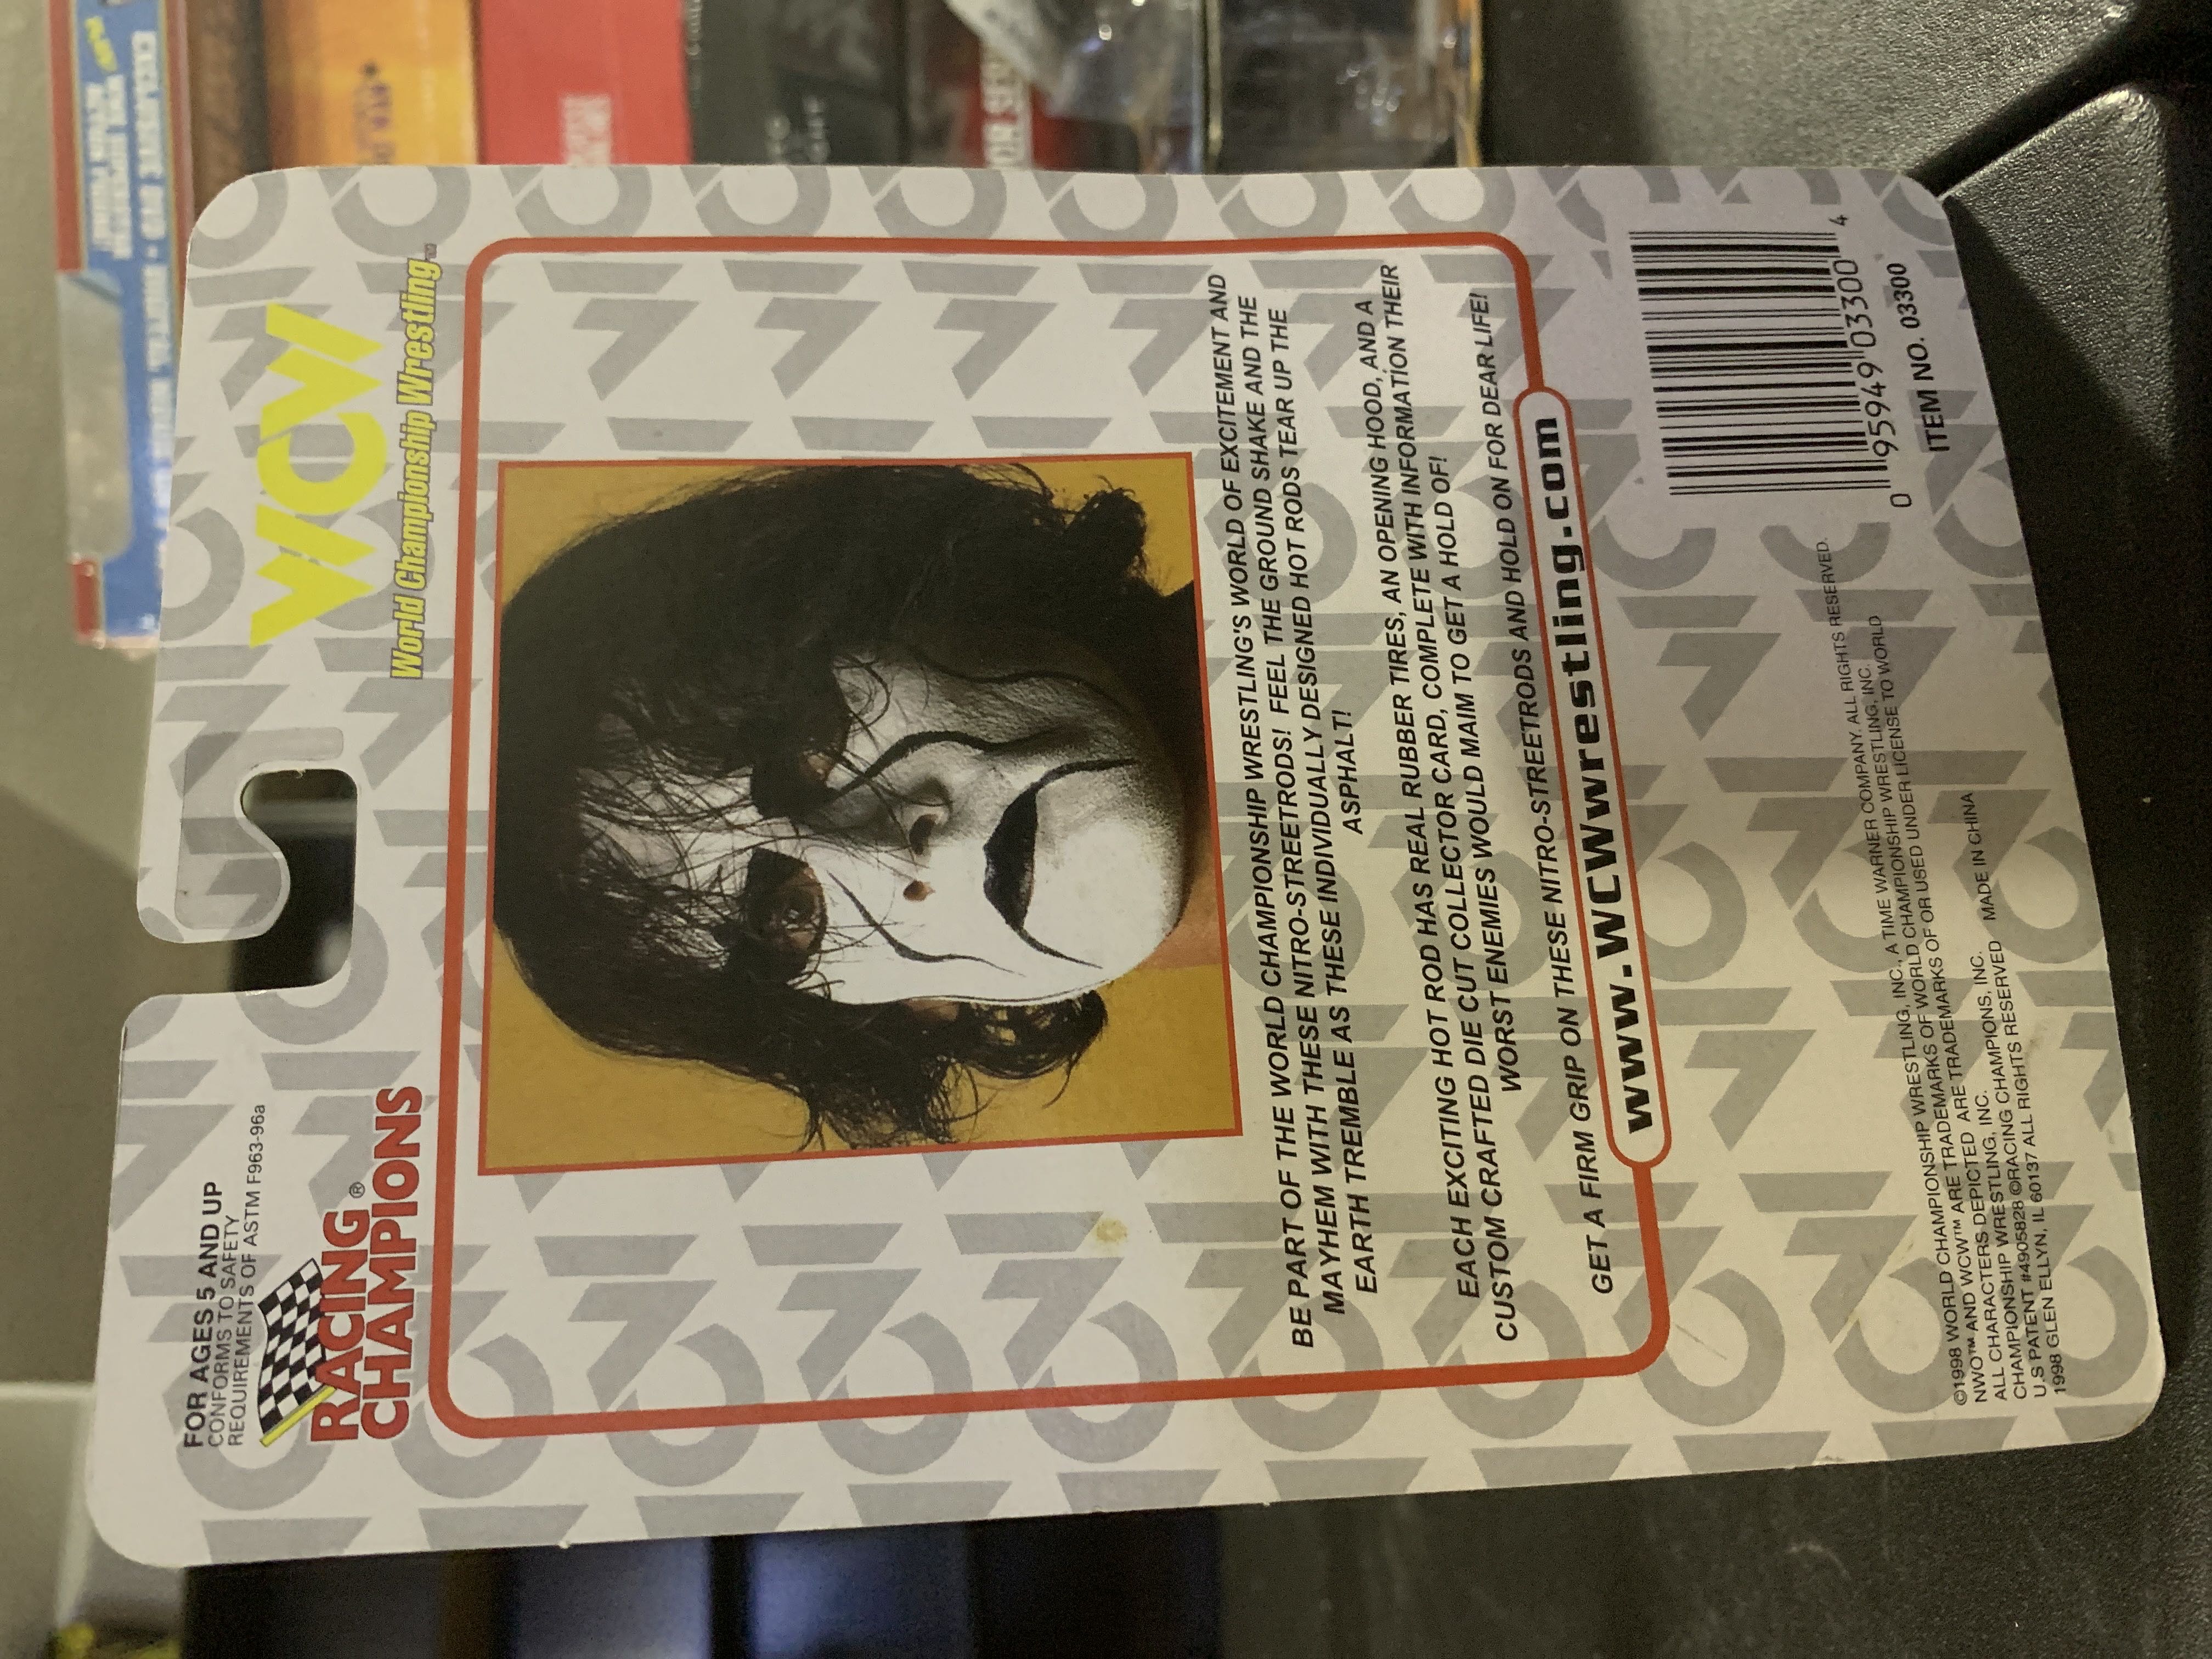 FOR AGES 5 AND UP
CONFORMS TO SAFETY
REQUIREMENTS OF ASTM F963-96a
RACING ®
CHAMPIONS
WCW
World Championship Wrestling™
BE PART OF THE WORLD CHAMPIONSHIP WRESTLING'S WORLD OF EXCITEMENT AND
MAYHEM WITH THESE NITRO-STREETRODS! FEEL THE GROUND SHAKE AND THE
EARTH TREMBLE AS THESE INDIVIDUALLY DESIGNED HOT RODS TEAR UP THE
ASPHALT!
EACH EXCITING HOT ROD HAS REAL RUBBER TIRES, AN OPENING HOOD, AND A
CUSTOM CRAFTED DIE CUT COLLECTOR CARD, COMPLETE WITH INFORMATION THEIR
WORST ENEMIES WOULD MAIM TO GET A HOLD OF!
GET A FIRM GRIP ON THESE NITRO-STREETRODS AND HOLD ON FOR DEAR LIFE!
www.WCWwrestling.com
0 95949 03300 4
ITEM NO. 03300
©1998 WORLD CHAMPIONSHIP WRESTLING, INC., A TIME WARNER COMPANY. ALL RIGHTS RESERVED.
NWO™ AND WCW™ ARE TRADEMARKS OF WORLD CHAMPIONSHIP WRESTLING, INC.
ALL CHARACTERS DEPICTED ARE TRADEMARKS OF OR USED UNDER LICENSE TO WORLD
CHAMPIONSHIP WRESTLING, INC.
U.S PATENT #4905828 ©RACING CHAMPIONS, INC.
1998 GLEN ELLYN, IL 60137 ALL RIGHTS RESERVED MADE IN CHINA